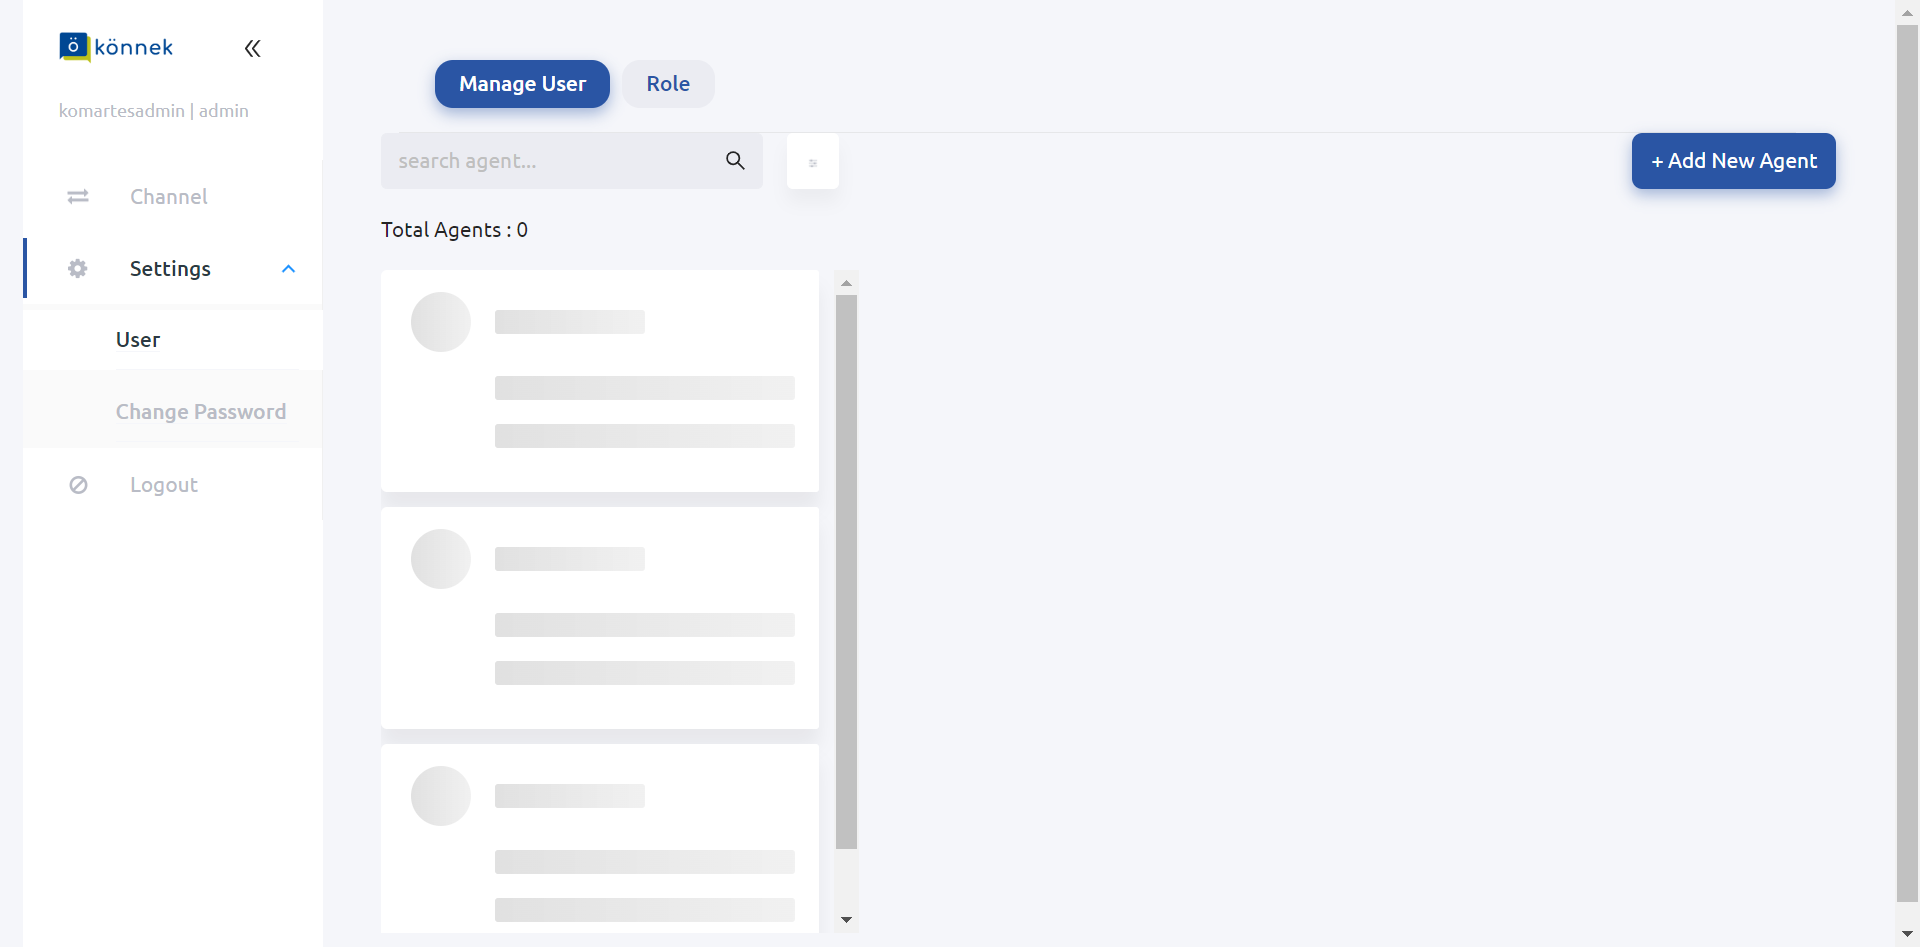 könnek
komartesadmin | admin
Channel
Settings
User
Change Password
Logout
Manage User
Role
search agent...
+ Add New Agent
Total Agents : 0